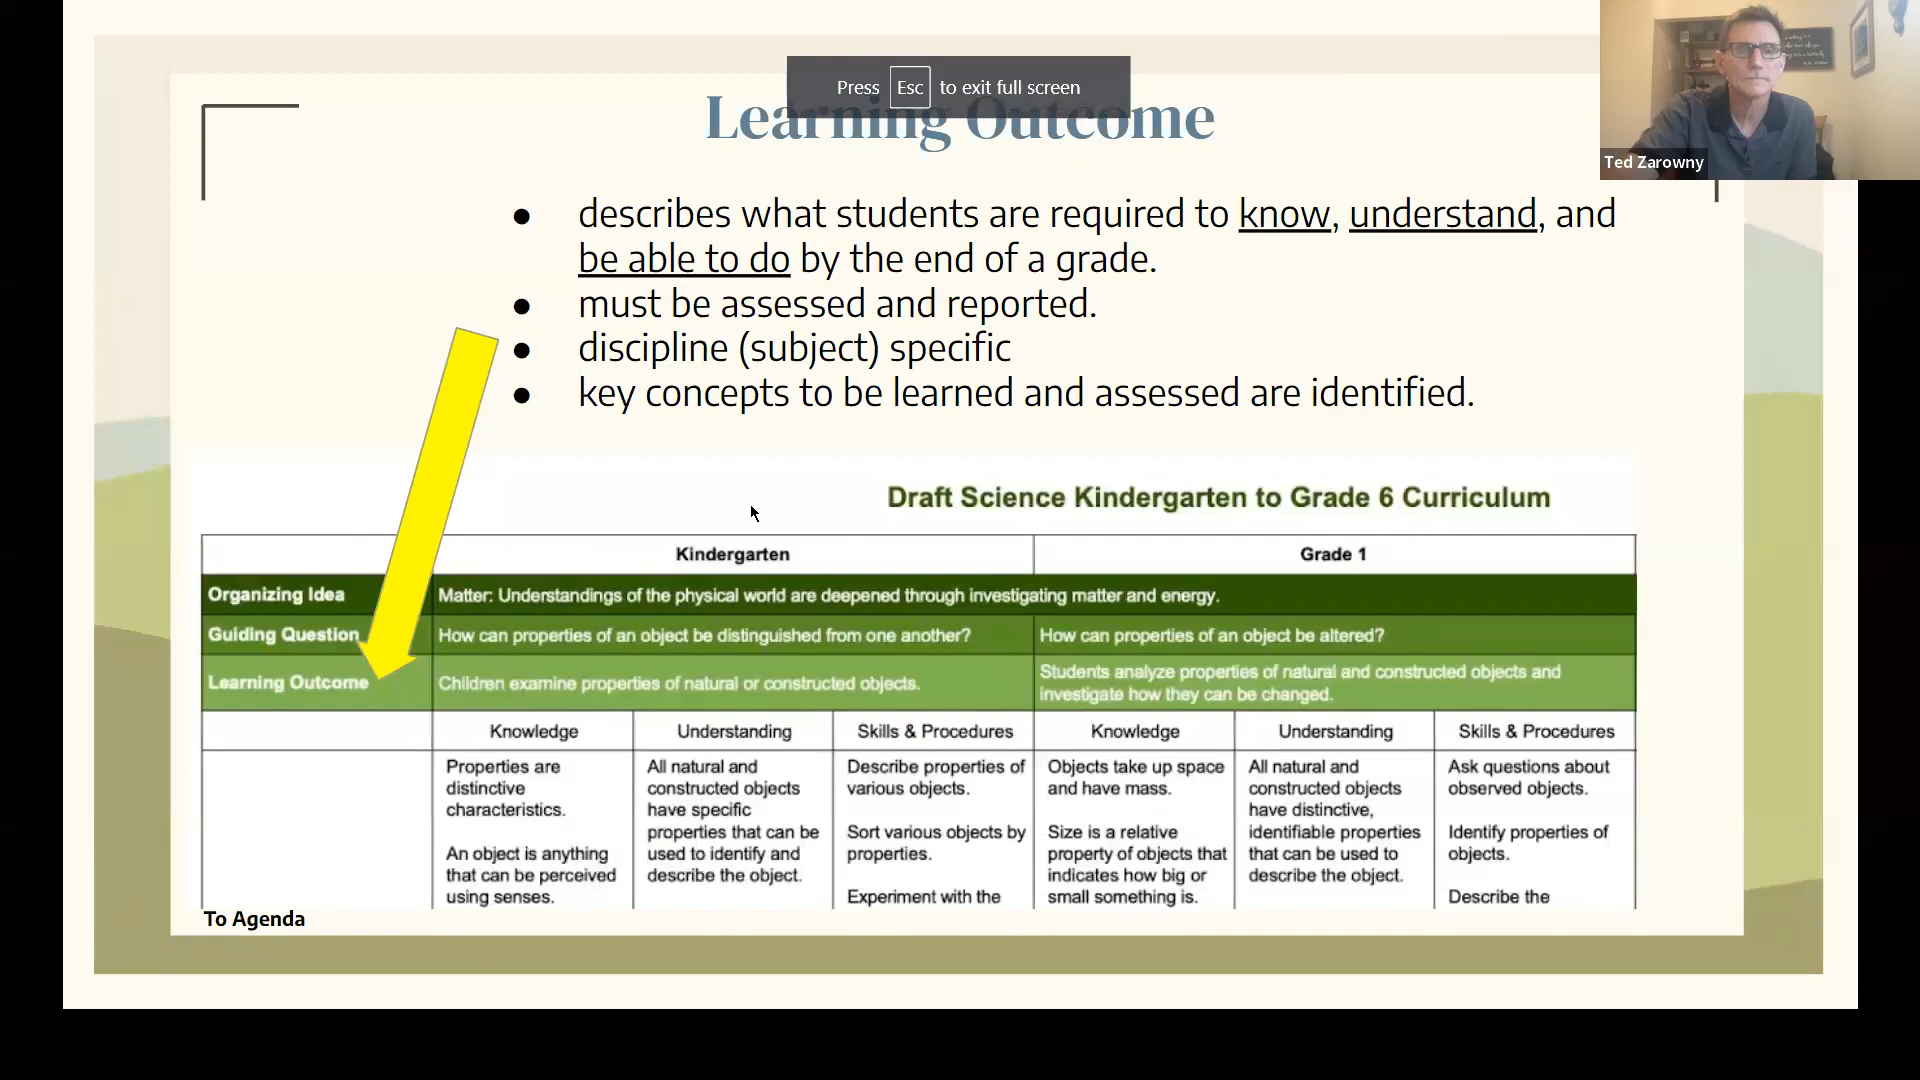 Press Esc to exit full screen
Learning Outcome
Ted Zarowny
● describes what students are required to know, understand, and
be able to do by the end of a grade.
● must be assessed and reported.
● discipline (subject) specific
● key concepts to be learned and assessed are identified.
Draft Science Kindergarten to Grade 6 Curriculum
Kindergarten Grade 1
Organizing Idea Matter: Understandings of the physical world are deepened through investigating matter and energy.
Guiding Question How can properties of an object be distinguished from one another? How can properties of an object be altered?
Learning Outcome Children examine properties of natural or constructed objects. Students analyze properties of natural and constructed objects and
investigate how they can be changed.
Knowledge Understanding Skills & Procedures Knowledge Understanding Skills & Procedures
Properties are
distinctive
characteristics.
An object is anything
that can be perceived
using senses.
All natural and
constructed objects
have specific
properties that can be
used to identify and
describe the object.
Describe properties of
various objects.
Sort various objects by
properties.
Experiment with the
Objects take up space
and have mass.
Size is a relative
property of objects that
indicates how big or
small something is.
All natural and
constructed objects
have distinctive,
identifiable properties
that can be used to
describe the object.
Ask questions about
observed objects.
Identify properties of
objects.
Describe the
To Agenda